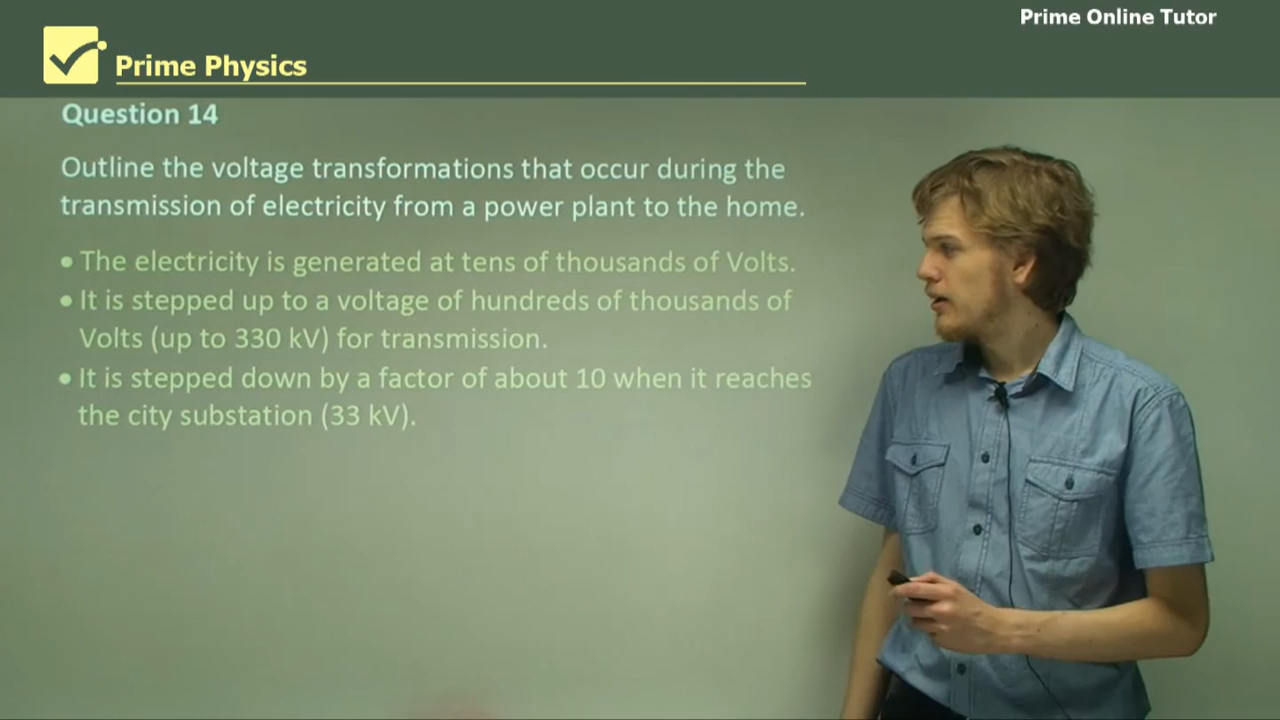 Prime Online Tutor
Prime Physics
Question 14
Outline the voltage transformations that occur during the
transmission of electricity from a power plant to the home.
• The electricity is generated at tens of thousands of Volts.
• It is stepped up to a voltage of hundreds of thousands of
Volts (up to 330 kV) for transmission.
• It is stepped down by a factor of about 10 when it reaches
the city substation (33 kV).